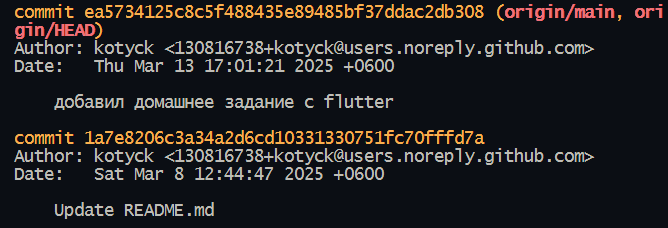 commit ea5734125c8c5f488435e89485bf37ddac2db308 (origin/main, ori
gin/HEAD)
Author: kotyck <130816738+kotyck@users.noreply.github.com>
Date:   Thu Mar 13 17:01:21 2025 +0600
добавил домашнее задание с flutter
commit 1a7e8206c3a34a2d6cd10331330751fc70fffd7a
Author: kotyck <130816738+kotyck@users.noreply.github.com>
Date:   Sat Mar 8 12:44:47 2025 +0600
Update README.md